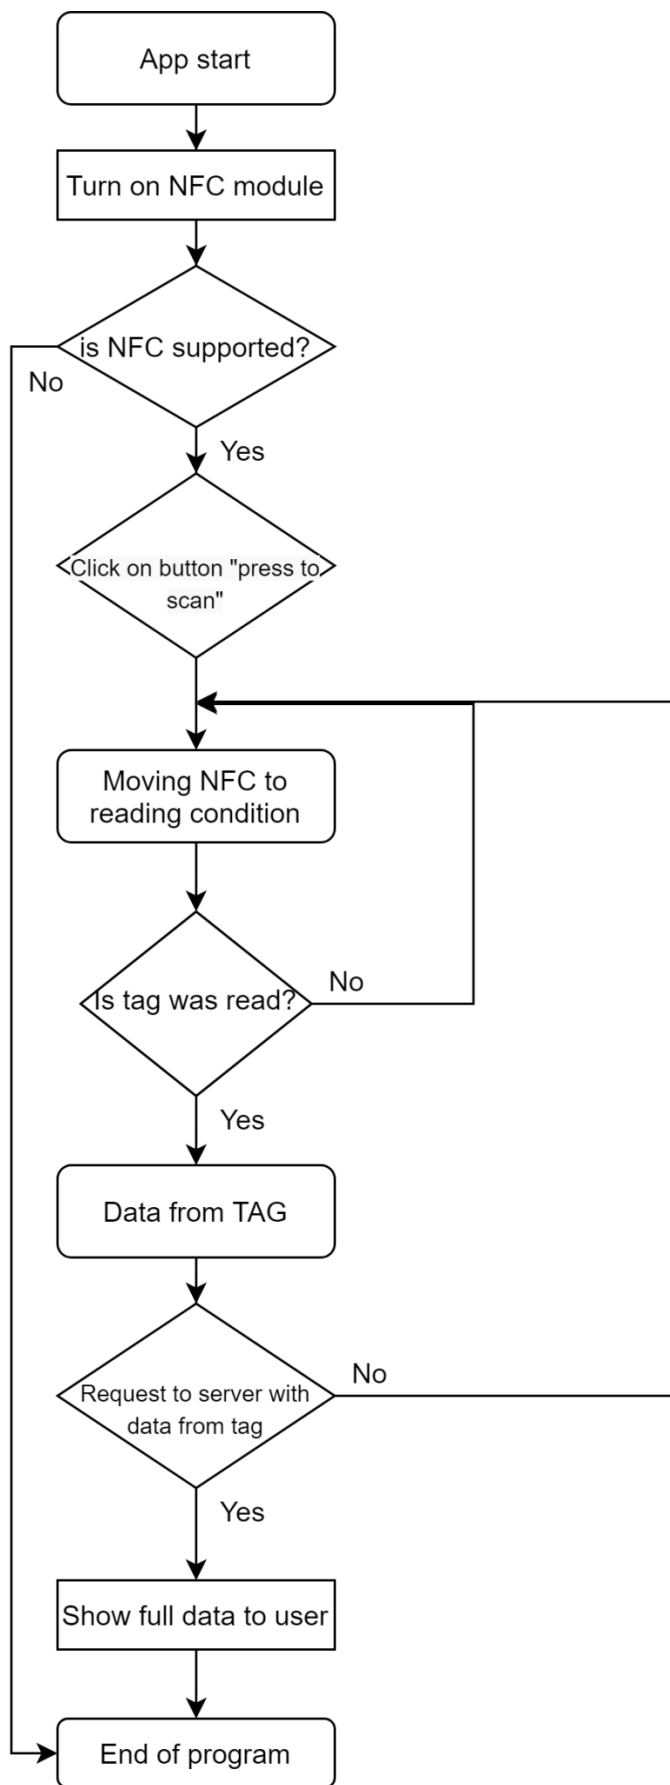 App start
Turn on NFC module
is NFC supported?
No
Yes
Click on button "press to
scan"
Moving NFC to
reading condition
Is tag was read?
No
Yes
Data from TAG
No
Request to server with
data from tag
Yes
Show full data to user
End of program